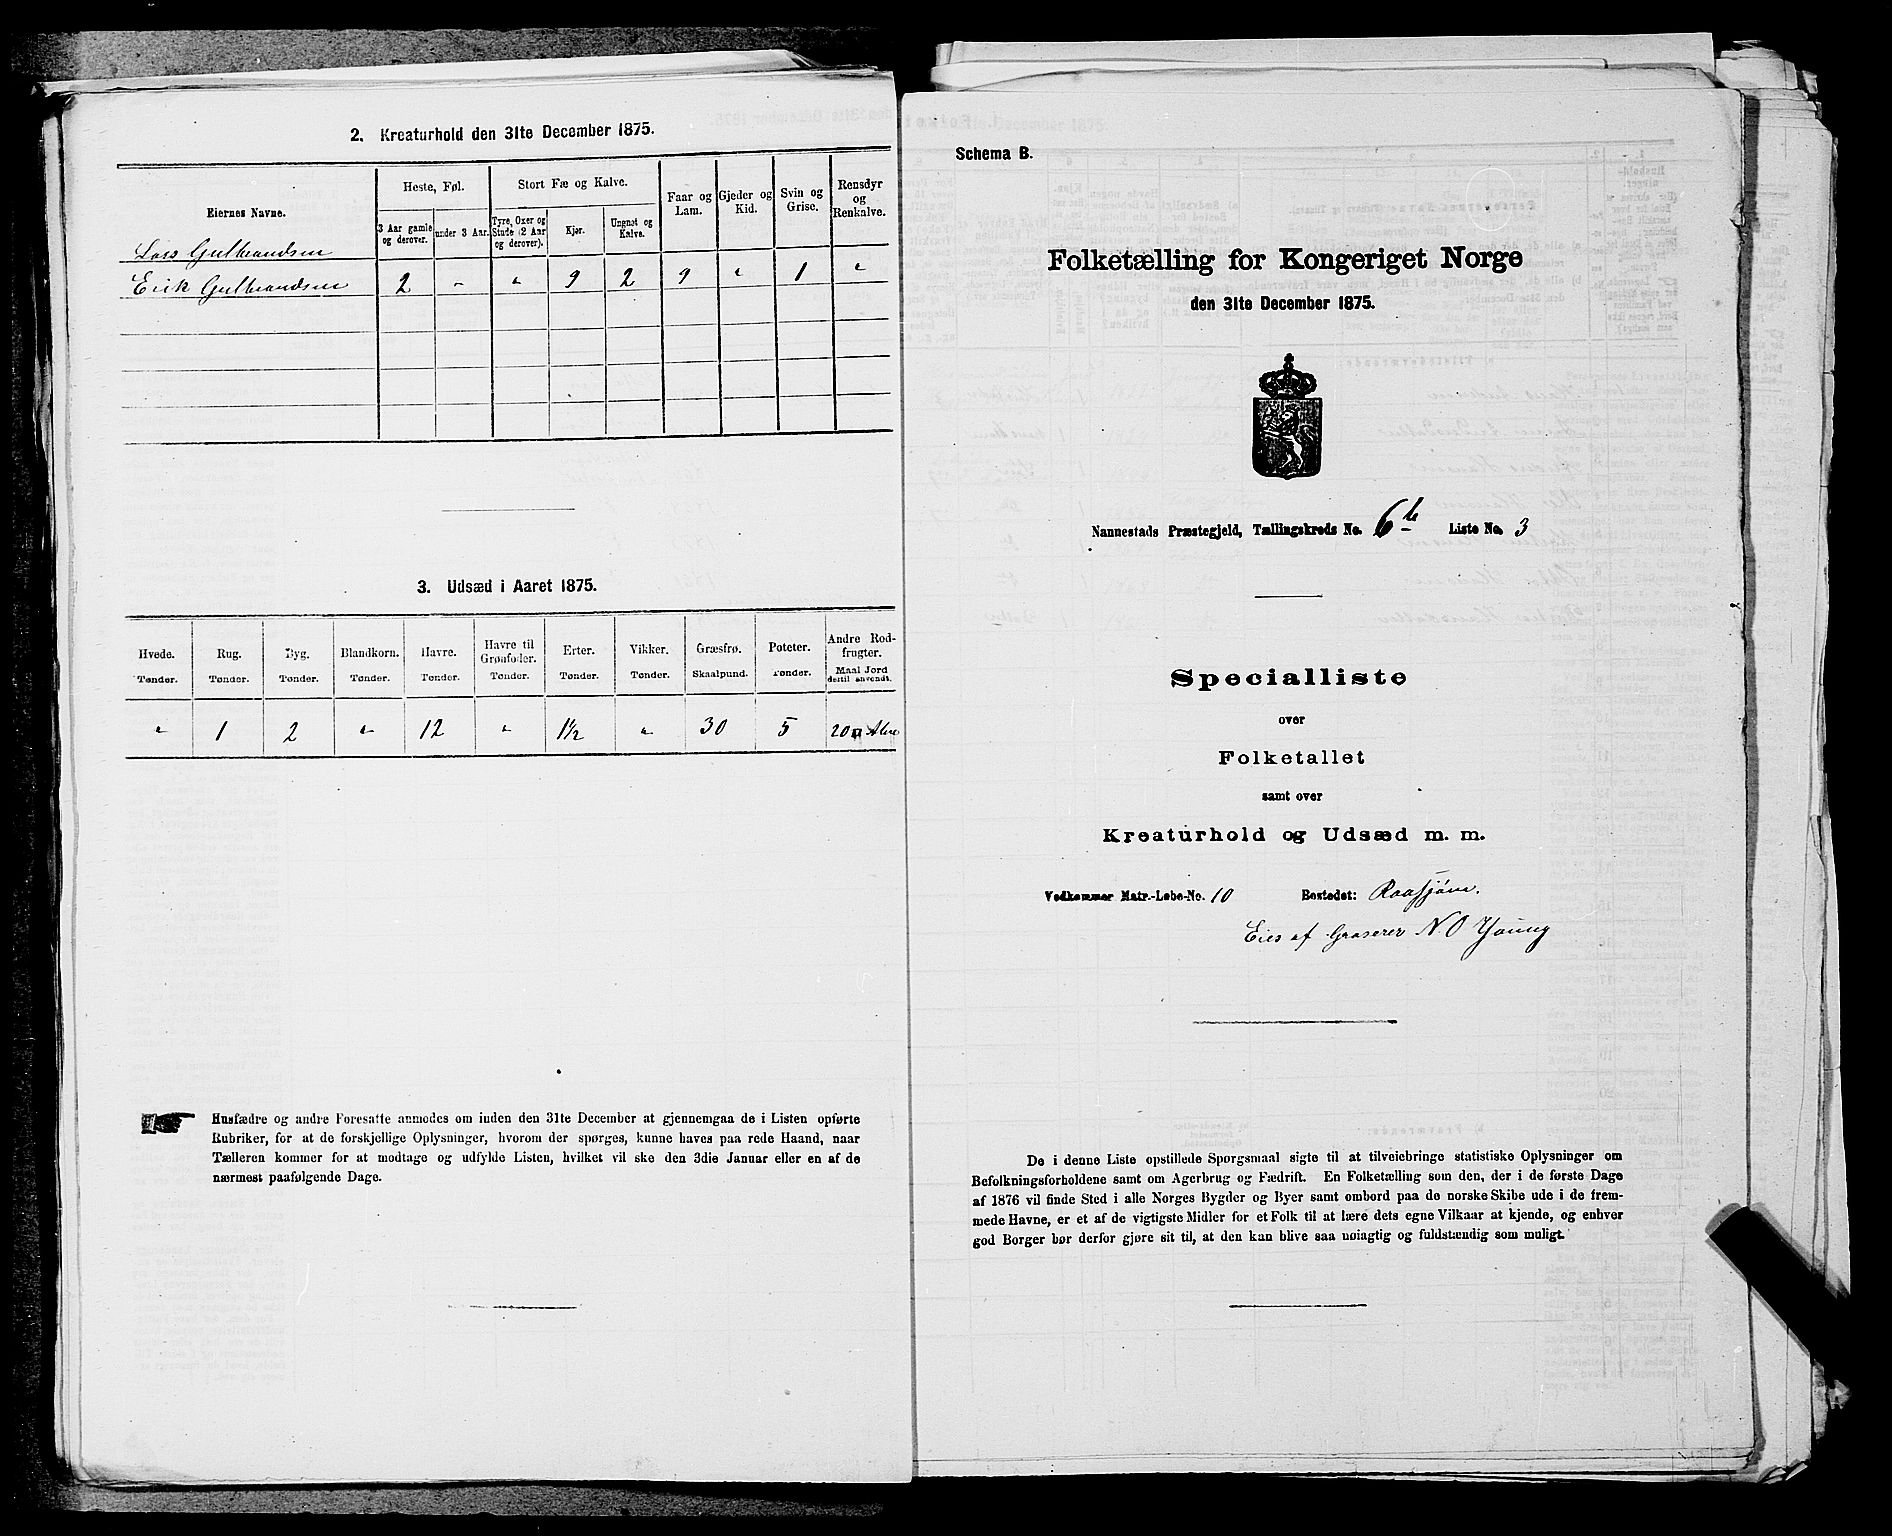 2. Kreaturhold den 31te December 1875.
Eiernes Navne.
Heste, Føl.
Stort Fæ og Kalve.
Faar og Lam.
Gjeder og Kid.
Svin og Grise.
Rensdyr og Renkalve.
3 Aar gamle og derover.
under 3 Aar.
Tyre, Oxer og Stude (2 Aar og derover).
Kjør.
Ungnøt og Kalve.
Lars Gulbrandsen
Erik Gulbrandsen 2 - " 9 2 9 " 1 "
3. Udsæd i Aaret 1875.
Hvede. Rug. Byg. Blandkorn. Havre. Havre til Grønfoder. Erter. Vikker. Græsfrø. Poteter. Andre Rodfrugter.
Tønder. Tønder. Tønder. Tønder. Tønder. Tønder. Tønder. Tønder. Skaalpund. Tønder. Maal Jord dertil anvendt.
" 1 2 " 12 " 1½ " 30 5 20 □ Alne
Husfædre og andre Foresatte anmodes om inden den 31te December at gjennemgaa de i Listen opførte
Rubriker, for at de forskjellige Oplysninger, hvorom der spørges, kunne haves paa rede Haand, naar
Tælleren kommer for at modtage og udfylde Listen, hvilket vil ske den 3die Januar eller en af de
nærmest paafølgende Dage.
Schema B.
Folketælling for Kongeriget Norge
den 31te December 1875.
Nannestads Præstegjeld, Tællingskreds No. 6te Liste No. 3
Specialliste
over
Folketallet
samt over
Kreaturhold og Udsæd m. m.
Vedkommer Matr.-Løbe-No. 10 Bostedet: Raasjøen.
Eies af Grosserer N. O Young
De i denne Liste opstillede Spørgsmaal sigte til at tilveiebringe statistiske Oplysninger om
Befolkningsforholdene samt om Agerbrug og Fædrift. En Folketælling som den, der i de første Dage
af 1876 vil finde Sted i alle Norges Bygder og Byer samt ombord paa de norske Skibe ude i de frem-
mede Havne, er et af de vigtigste Midler for et Folk til at lære dets egne Vilkaar at kjende, og enhver
god Borger bør derfor gjøre sit til, at den kan blive saa nøiagtig og fuldstændig som muligt.